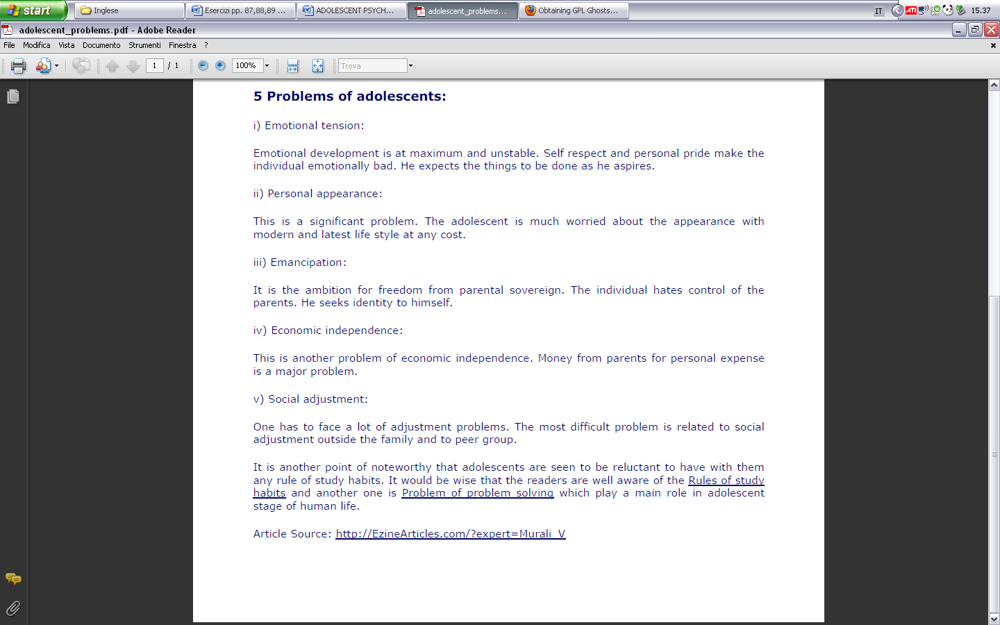 start
Inglese
Esercizi pp. 87,88,89 ...
ADOLESCENT PSYCH...
adolescent_problems...
Obtaining GPL Ghosts...
IT
ATI
15.37
adolescent_problems.pdf - Adobe Reader
File Modifica Vista Documento Strumenti Finestra ?
1 / 1
100%
Trova
5 Problems of adolescents:
i) Emotional tension:
Emotional development is at maximum and unstable. Self respect and personal pride make the
individual emotionally bad. He expects the things to be done as he aspires.
ii) Personal appearance:
This is a significant problem. The adolescent is much worried about the appearance with
modern and latest life style at any cost.
iii) Emancipation:
It is the ambition for freedom from parental sovereign. The individual hates control of the
parents. He seeks identity to himself.
iv) Economic independence:
This is another problem of economic independence. Money from parents for personal expense
is a major problem.
v) Social adjustment:
One has to face a lot of adjustment problems. The most difficult problem is related to social
adjustment outside the family and to peer group.
It is another point of noteworthy that adolescents are seen to be reluctant to have with them
any rule of study habits. It would be wise that the readers are well aware of the Rules of study
habits and another one is Problem of problem solving which play a main role in adolescent
stage of human life.
Article Source: http://EzineArticles.com/?expert=Murali_V